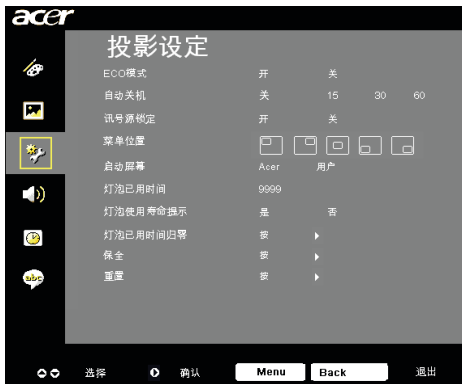 acer
投影设定
ECO模式 开 关
自动关机 关 15 30 60
讯号源锁定 开 关
菜单位置
启动屏幕 Acer 用户
灯泡已用时间 9999
灯泡使用寿命提示 是 否
灯泡已用时间归零 按
保全 按
重置 按
abc
选择 确认 Menu Back 退出